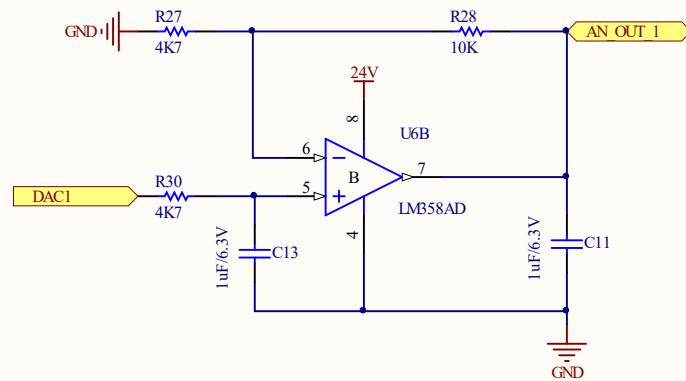 R27
R28
GND
4K7
10K
AN_OUT_1
24V
8
U6B
6
B
7
DAC1
R30
5
4K7
LM358AD
4
1uF/6.3V
C13
1uF/6.3V
C11
GND